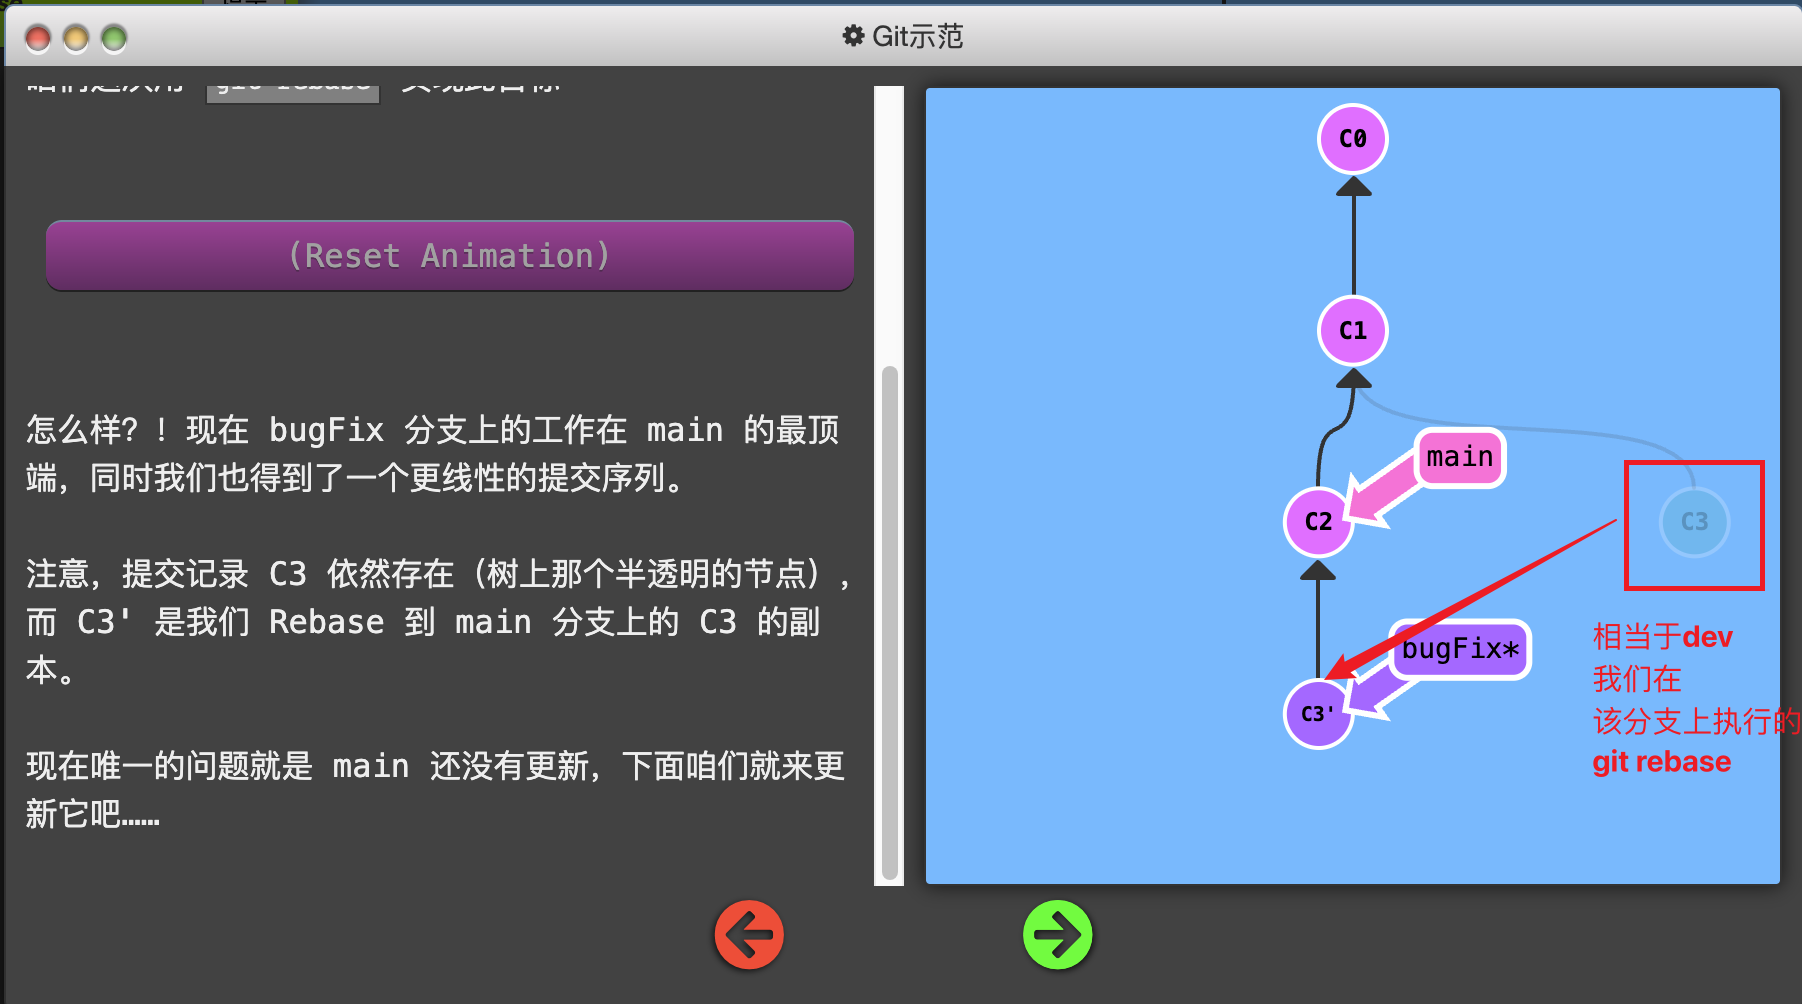 Git示范
(Reset Animation)
怎么样？！现在 bugFix 分支上的工作在 main 的最顶
端，同时我们也得到了一个更线性的提交序列。
注意，提交记录 C3 依然存在（树上那个半透明的节点），
而 C3' 是我们 Rebase 到 main 分支上的 C3 的副
本。
现在唯一的问题就是 main 还没有更新，下面咱们就来更
新它吧……
C0
C1
main
C2
C3
bugFix*
C3'
相当于dev
我们在
该分支上执行的
git rebase